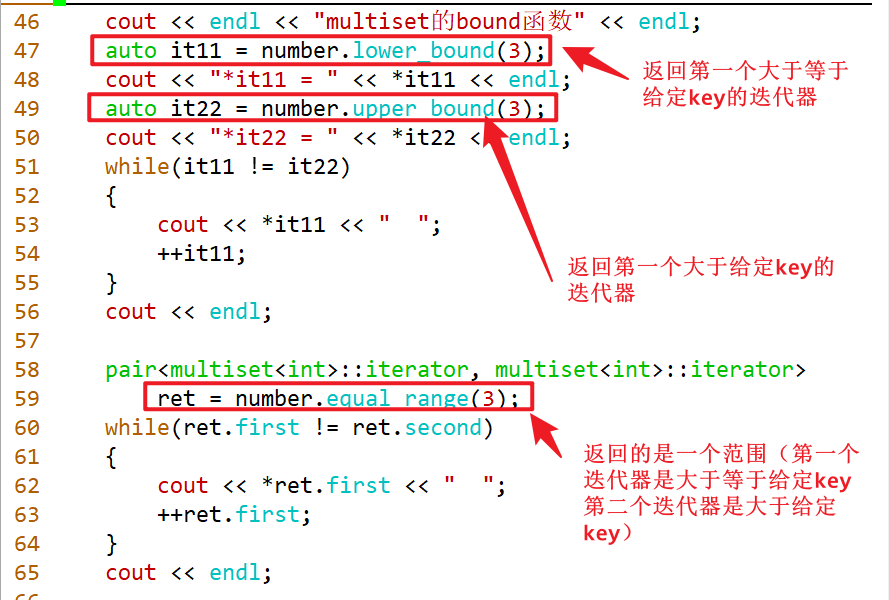 46 cout << endl << "multiset的bound函数" << endl;
47 auto it11 = number.lower_bound(3);
48 cout << "*it11 = " << *it11 << endl;
返回第一个大于等于
给定key的迭代器
49 auto it22 = number.upper_bound(3);
50 cout << "*it22 = " << *it22 << endl;
51 while(it11 != it22)
52 {
53 cout << *it11 << "  ";
54 ++it11;
55 }
返回第一个大于给定key的
迭代器
56 cout << endl;
57
58 pair<multiset<int>::iterator, multiset<int>::iterator>
59 ret = number.equal_range(3);
60 while(ret.first != ret.second)
61 {
62 cout << *ret.first << "  ";
63 ++ret.first;
64 }
返回的是一个范围（第一个
迭代器是大于等于给定key
第二个迭代器是大于给定
key）
65 cout << endl;